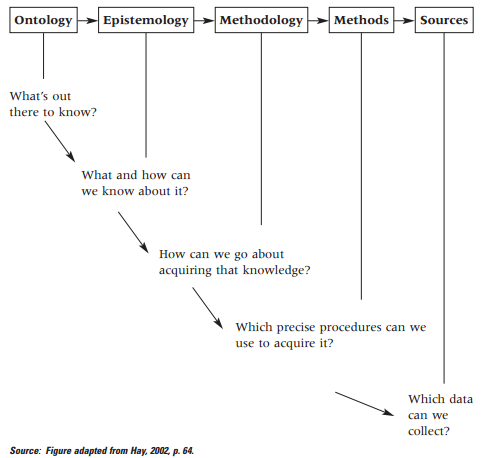 Ontology Epistemology Methodology Methods Sources
What's out
there to know?
What and how can
we know about it?
How can we go about
acquiring that knowledge?
Which precise procedures can we
use to acquire it?
Which data
can we
collect?
Source: Figure adapted from Hay, 2002, p. 64.